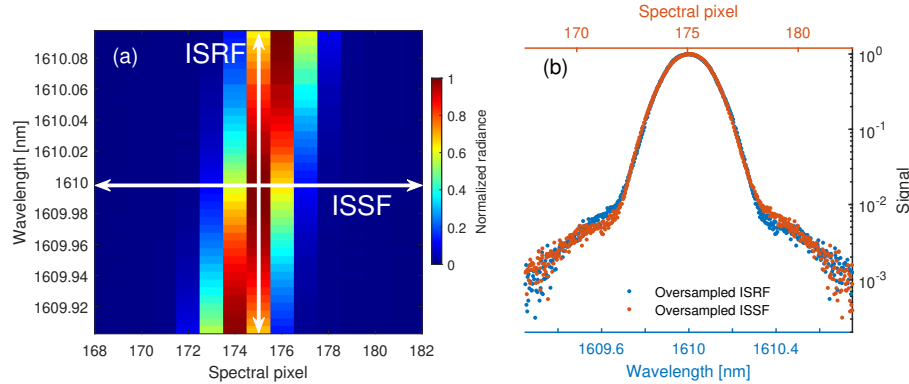 (a)
ISRF
ISSF
Wavelength [nm]
1610.08
1610.06
1610.04
1610.02
1610
1609.98
1609.96
1609.94
1609.92
168 170 172 174 176 178 180 182
Spectral pixel
1
0.8
0.6
0.4
0.2
0
Normalized radiance
Spectral pixel
170 175 180
(b)
10^0
10^-1
10^-2
10^-3
Signal
Oversampled ISRF
Oversampled ISSF
1609.6 1610 1610.4
Wavelength [nm]